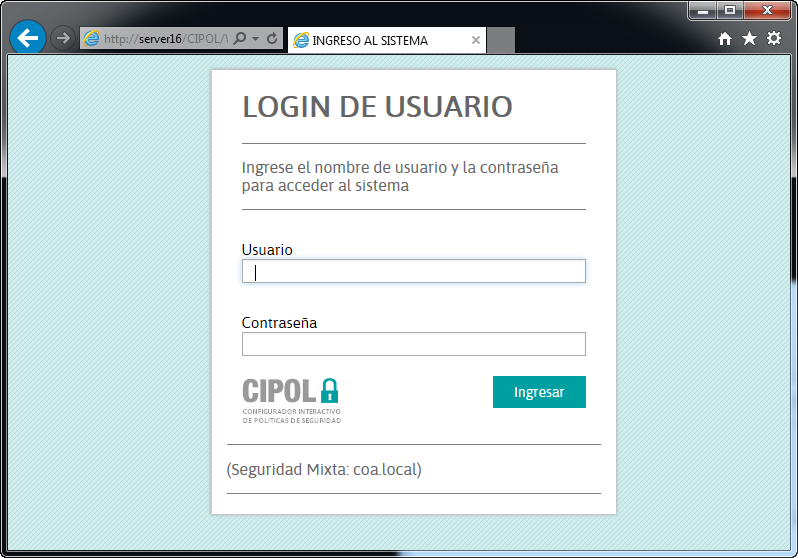 http://server16/CIPOL/
INGRESO AL SISTEMA
LOGIN DE USUARIO
Ingrese el nombre de usuario y la contraseña
para acceder al sistema
Usuario
Contraseña
CIPOL
CONFIGURADOR INTERACTIVO
DE POLITICAS DE SEGURIDAD
Ingresar
(Seguridad Mixta: coa.local)